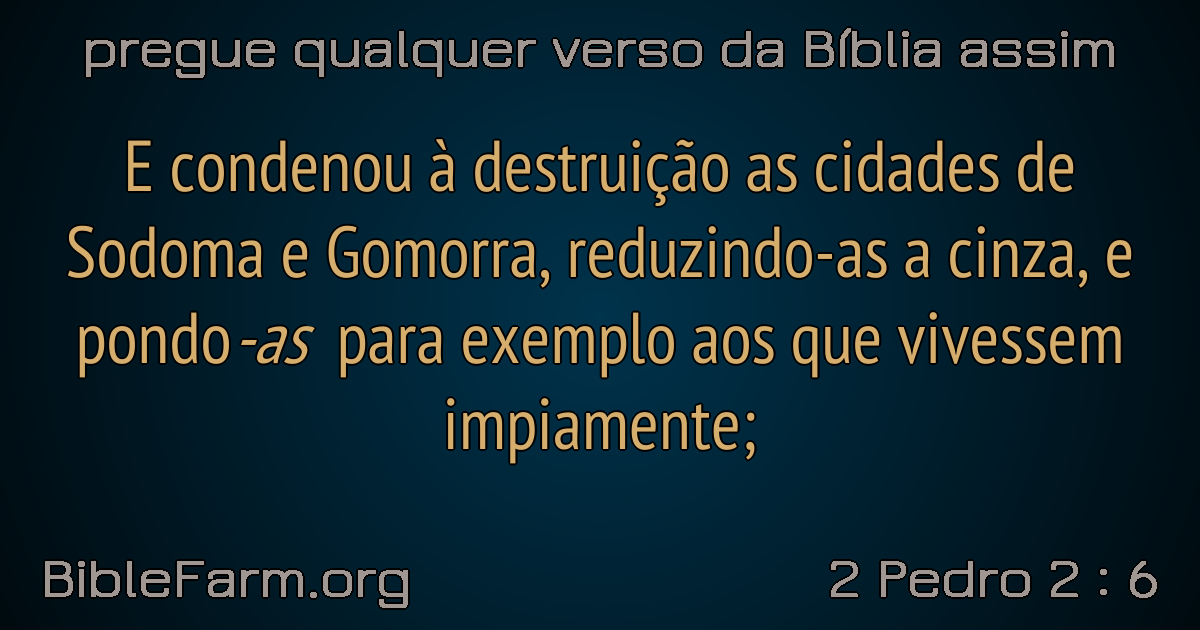 pregue qualquer verso da Bíblia assim
E condenou à destruição as cidades de
Sodoma e Gomorra, reduzindo-as a cinza, e
pondo-as para exemplo aos que vivessem
impiamente;
BibleFarm.org
2 Pedro 2 : 6